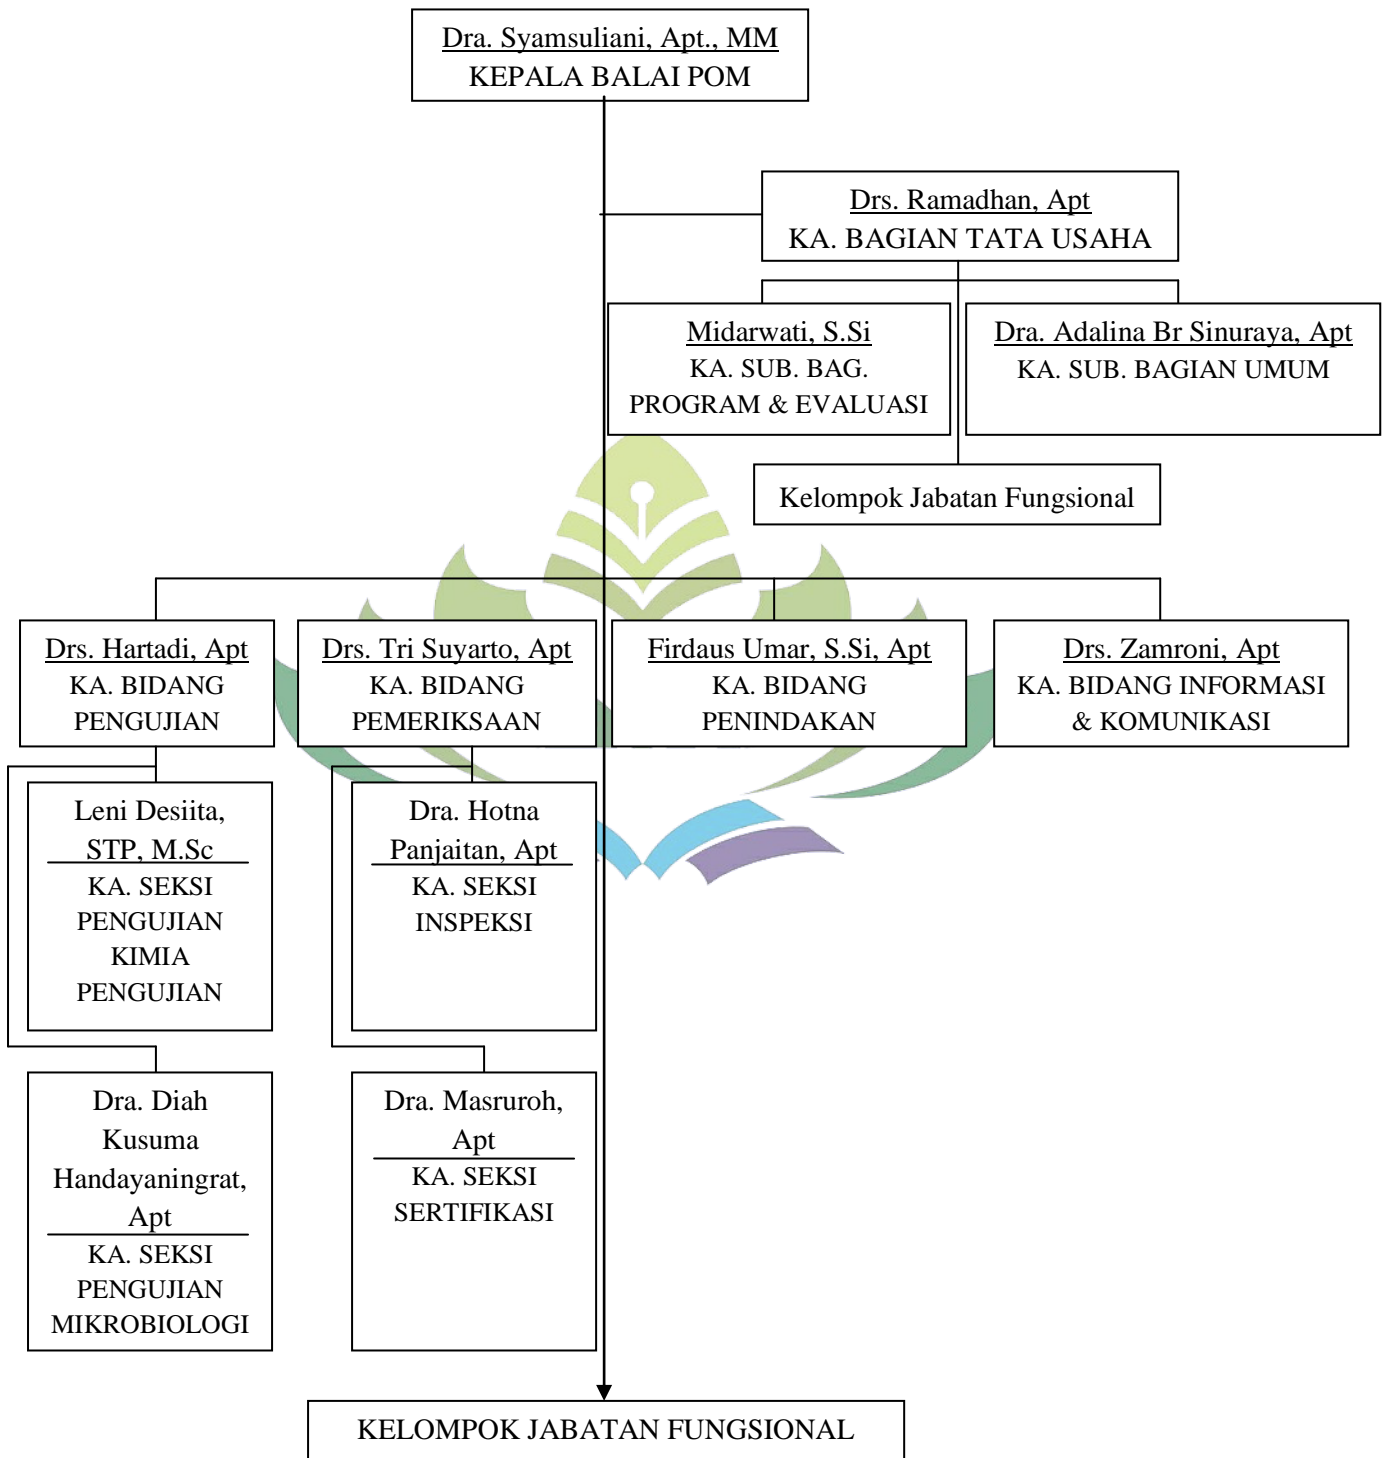 Dra. Syamsuliani, Apt., MM
KEPALA BALAI POM
Drs. Ramadhan, Apt
KA. BAGIAN TATA USAHA
Midarwati, S.Si
KA. SUB. BAG.
PROGRAM & EVALUASI
Dra. Adalina Br Sinuraya, Apt
KA. SUB. BAGIAN UMUM
Kelompok Jabatan Fungsional
Drs. Hartadi, Apt
KA. BIDANG
PENGUJIAN
Drs. Tri Suyarto, Apt
KA. BIDANG
PEMERIKSAAN
Firdaus Umar, S.Si, Apt
KA. BIDANG
PENINDAKAN
Drs. Zamroni, Apt
KA. BIDANG INFORMASI
& KOMUNIKASI
Leni Desiita,
STP, M.Sc
KA. SEKSI
PENGUJIAN
KIMIA
PENGUJIAN
Dra. Hotna
Panjaitan, Apt
KA. SEKSI
INSPEKSI
Dra. Diah
Kusuma
Handayaningrat,
Apt
KA. SEKSI
PENGUJIAN
MIKROBIOLOGI
Dra. Masruroh,
Apt
KA. SEKSI
SERTIFIKASI
KELOMPOK JABATAN FUNGSIONAL